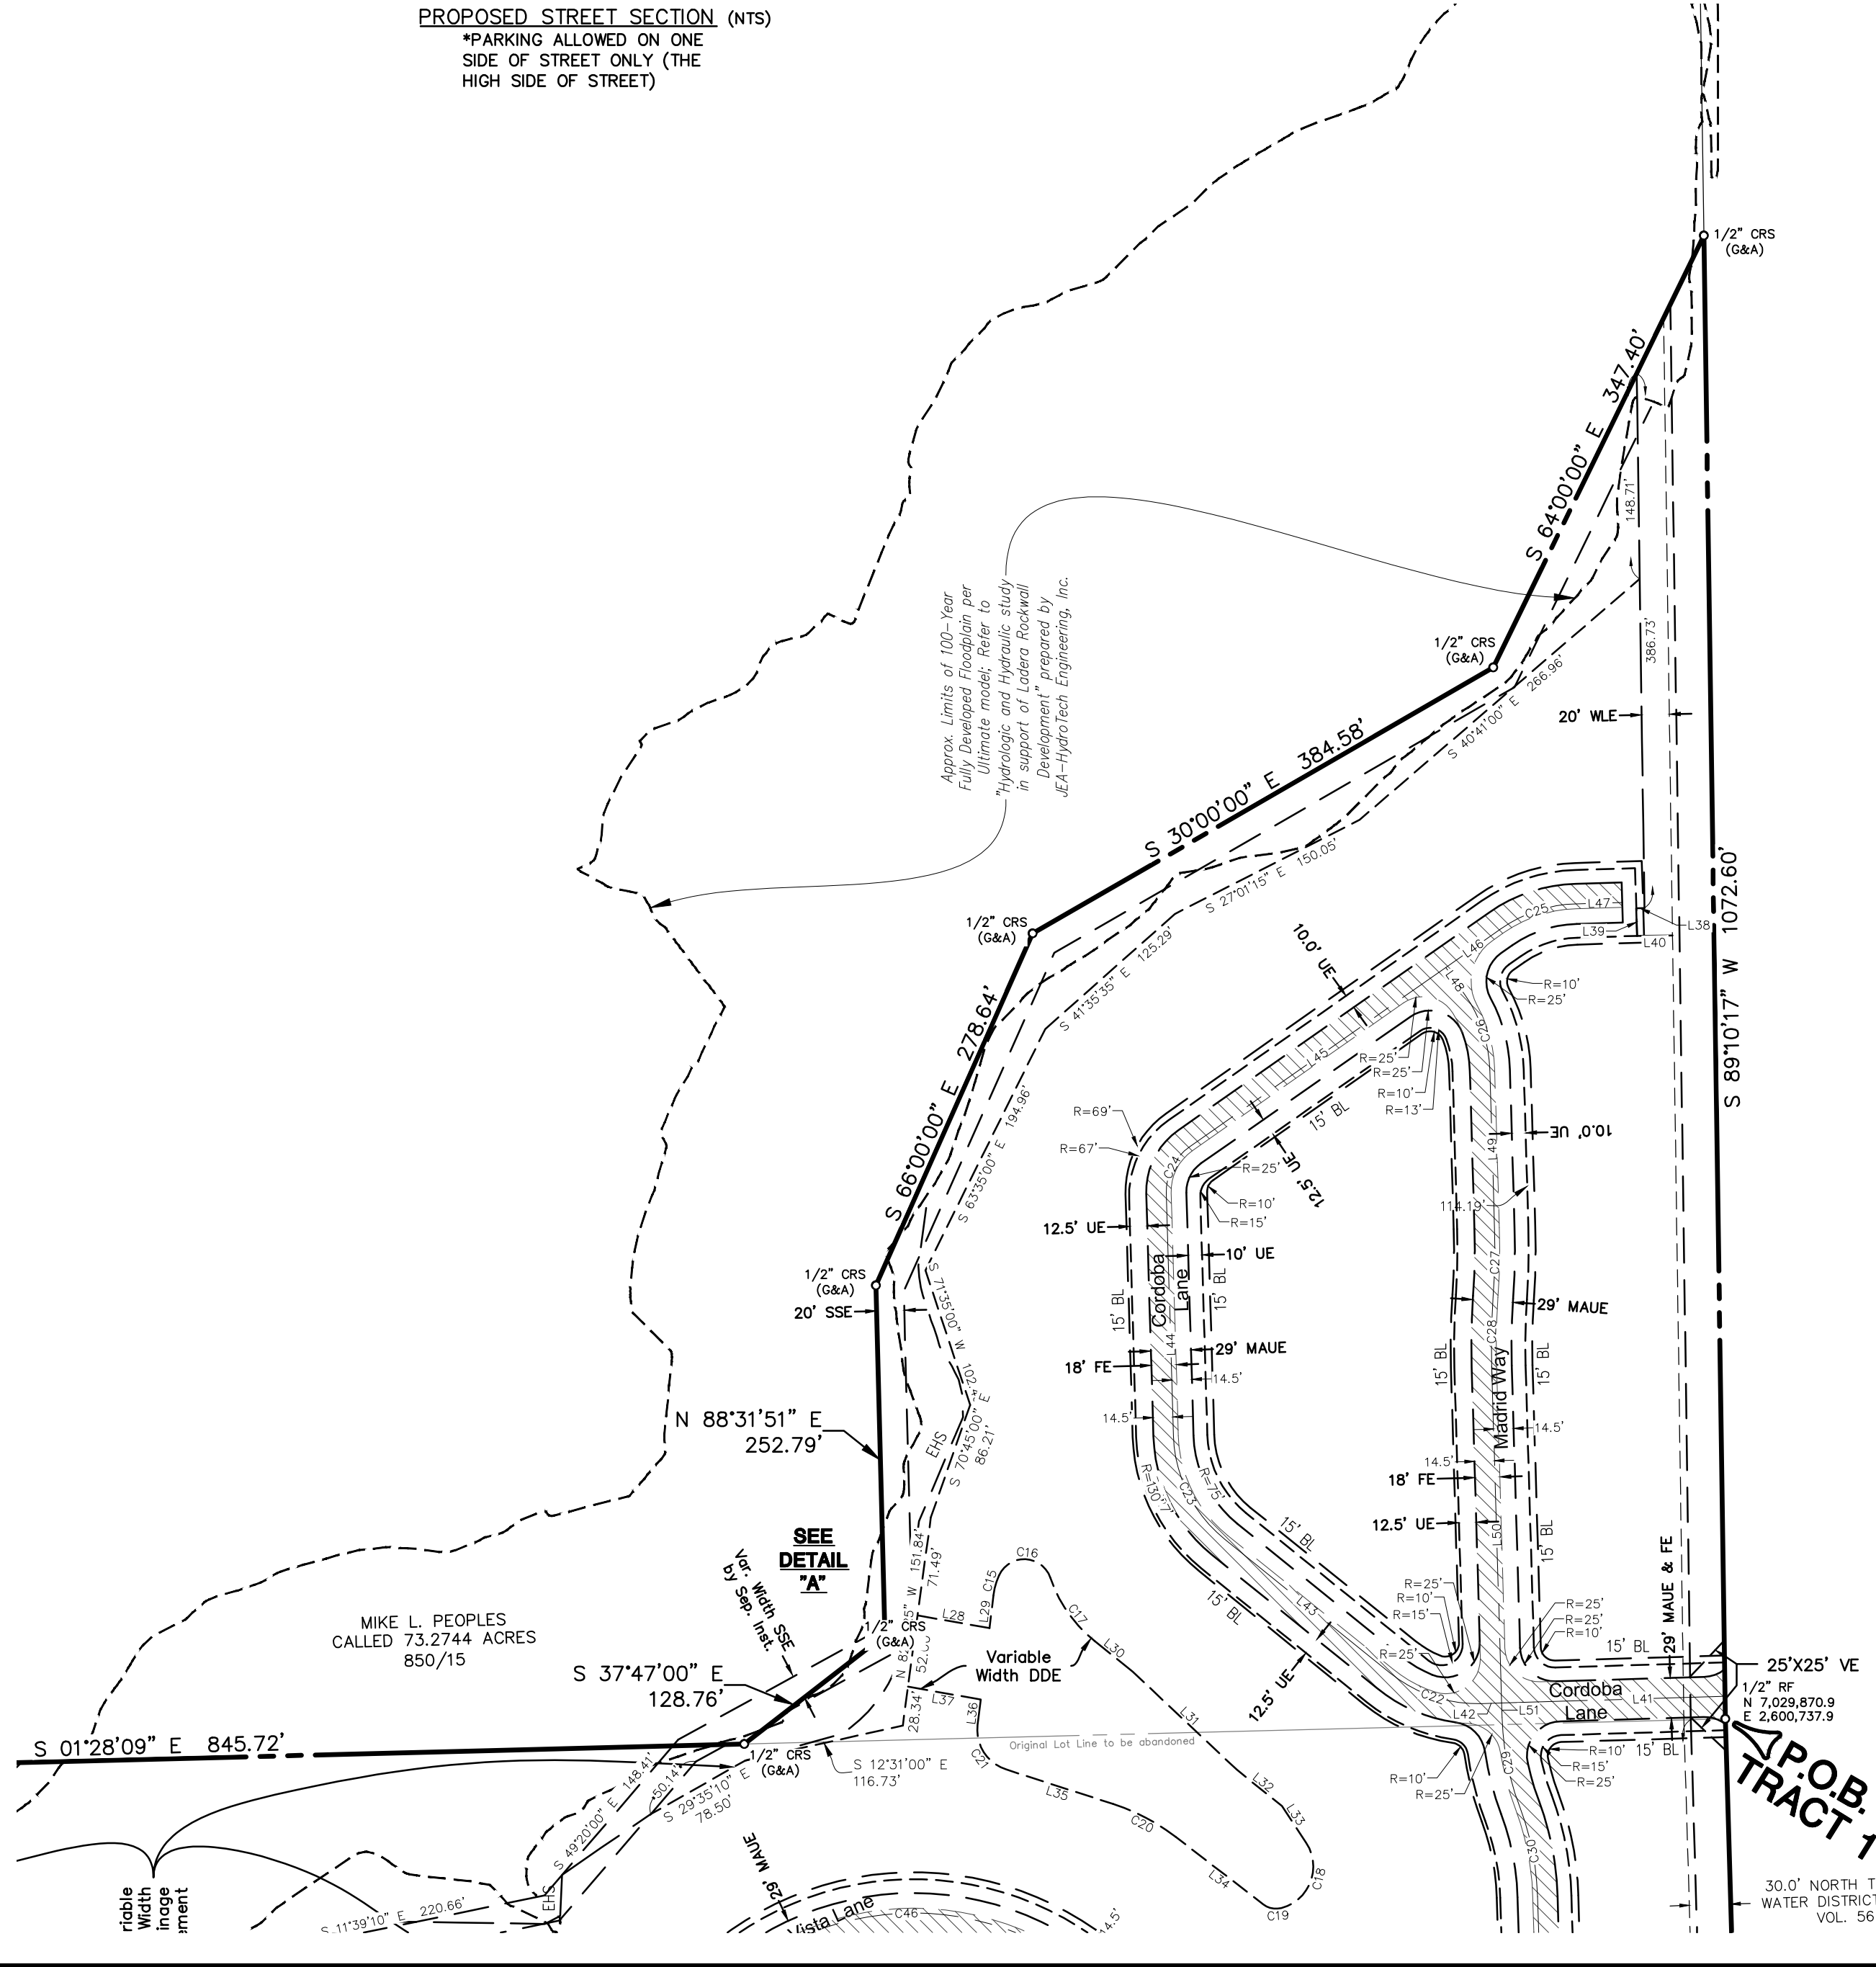 PROPOSED STREET SECTION (NTS)
*PARKING ALLOWED ON ONE
SIDE OF STREET ONLY (THE
HIGH SIDE OF STREET)
1/2" CRS
(G&A)
S 64°00'00" E 347.40'
148.71'
386.73'
1/2" CRS
(G&A)
S 40°41'00" E 266.96'
20' WLE
S 89°10'17" W 1072.60'
Approx. Limits of 100-Year
Fully Developed Floodplain per
Ultimate model; Refer to
"Hydrologic and Hydraulic study
in support of Ladera Rockwall
Development" prepared by
JEA-HydroTech Engineering, Inc.
S 30°00'00" E 384.58'
S 27°01'15" E 150.05'
1/2" CRS
(G&A)
S 41°35'35" E 125.29'
10.0' UE
C25
L47
L39
L38
L40
L46
L48
R=10'
R=25'
C26
S 66°00'00" E 278.64'
S 63°35'00" E 194.96'
L45
R=25'
R=25'
R=10'
R=13'
15' BL
R=69'
R=67'
C24
R=25'
12.5' UE
R=10'
R=15'
10.0' UE
L49
114.19'
12.5' UE
10' UE
Cordoba
Lane
15' BL
15' BL
C27
29' MAUE
C28
1/2" CRS
(G&A)
20' SSE
S 71°35'00" W 102.
L44
29' MAUE
18' FE
14.5'
14.5'
15' BL
15' BL
Madrid Way
14.5'
14.5'
18' FE
N 88°31'51" E
252.79'
EHS
S 70°45'00" E
86.21'
R=130'7'
C23
R=75'
12.5' UE
L50
15' BL
15' BL
SEE
DETAIL
"A"
Var. Width SSE
by Sep. Inst.
151.84'
71.49'
C16
C15
L29
L28
C17
L30
15' BL
L43
R=25'
R=10'
R=15'
R=25'
R=25'
R=25'
R=10'
15' BL
29' MAUE & FE
25'X25' VE
1/2" RF
N 7,029,870.9
E 2,600,737.9
MIKE L. PEOPLES
CALLED 73.2744 ACRES
850/15
1/2" CRS
(G&A)
Variable
Width DDE
S 37°47'00" E
128.76'
28.34'
L37
L36
L31
12.5' UE
C22
L42
L51
Cordoba
Lane
L41
P.O.B.
TRACT 1
S 01°28'09" E 845.72'
1/2" CRS
(G&A)
Original Lot Line to be abandoned
S 12°31'00" E
116.73'
C21
L35
L32
L33
C20
L34
C18
C19
R=10'
R=25'
C29
R=10'
R=15'
R=25'
15' BL
C30
S 49°20'00" E 148.41'
50.14'
S 29°35'10" E
78.50'
29' MAUE
riable
Width
inage
ement
S 11°39'10" E 220.66'
EHS
Vista Lane
C46
4.5'
30.0' NORTH T
WATER DISTRICT
VOL. 56